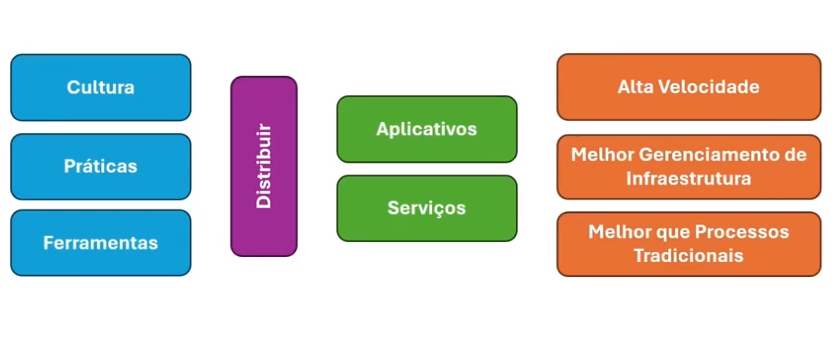 Cultura
Práticas
Ferramentas
Distribuir
Aplicativos
Serviços
Alta Velocidade
Melhor Gerenciamento de
Infraestrutura
Melhor que Processos
Tradicionais